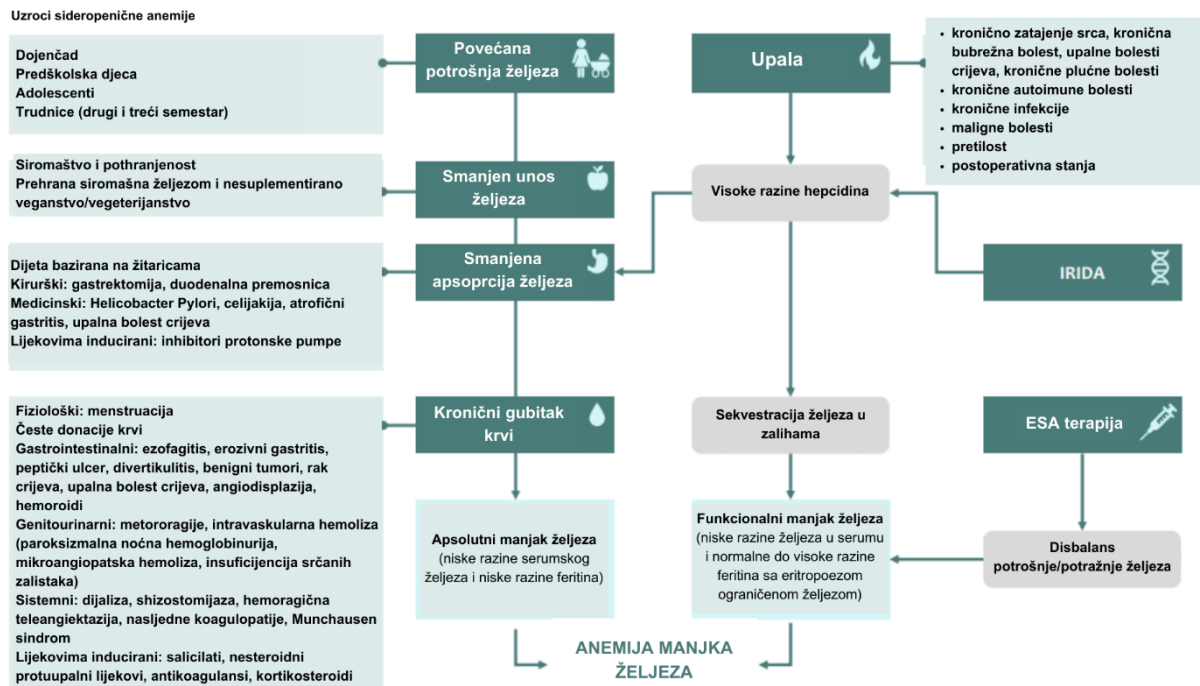 Uzroci sideropenične anemije
Dojenčad
Predškolska djeca
Adolescenti
Trudnice (drugi i treći semestar)
Povećana
potrošnja željeza
Siromaštvo i pothranjenost
Prehrana siromašna željezom i nesuplementirano
veganstvo/vegeterijanstvo
Smanjen unos
željeza
Dijeta bazirana na žitaricama
Kirurški: gastrektomija, duodenalna premosnica
Medicinski: Helicobacter Pylori, celijakija, atrofični
gastritis, upalna bolest crijeva
Lijekovima inducirani: inhibitori protonske pumpe
Smanjena
apsoprcija željeza
Fiziološki: menstruacija
Česte donacije krvi
Gastrointestinalni: ezofagitis, erozivni gastritis,
peptički ulcer, divertikulitis, benigni tumori, rak
crijeva, upalna bolest crijeva, angiodisplazija,
hemoroidi
Genitourinarni: metororagije, intravaskularna hemoliza
(paroksizmalna noćna hemoglobinurija,
mikroangiopatska hemoliza, insuficijencija srčanih
zalistaka)
Sistemni: dijaliza, shizostomijaza, hemoragična
teleangiektazija, nasljedne koagulopatije, Munchausen
sindrom
Lijekovima inducirani: salicilati, nesteroidni
protuupalni lijekovi, antikoagulansi, kortikosteroidi
Kronični gubitak
krvi
Apsolutni manjak željeza
(niske razine serumskog
željeza i niske razine feritina)
Upala
• kronično zatajenje srca, kronična
bubrežna bolest, upalne bolesti
crijeva, kronične plućne bolesti
• kronične autoimune bolesti
• kronične infekcije
• maligne bolesti
• pretilost
• postoperativna stanja
Visoke razine hepcidina
IRIDA
Sekvestracija željeza u
zalihama
ESA terapija
Funkcionalni manjak željeza
(niske razine željeza u serumu
i normalne do visoke razine
feritina sa eritropoezom
ograničenom željezom)
Disbalans
potrošnje/potražnje željeza
ANEMIJA MANJKA
ŽELJEZA